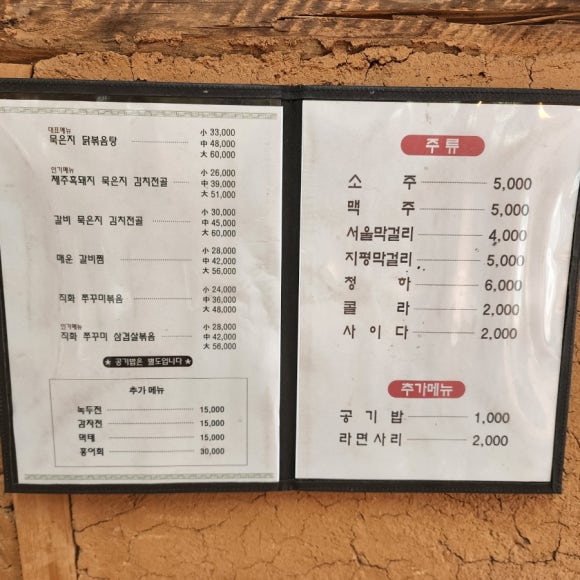 대표메뉴
묵은지 닭볶음탕
小 33,000
中 48,000
大 60,000
인기메뉴
제주흑돼지 묵은지 김치전골
小 26,000
中 39,000
大 51,000
갈비 묵은지 김치전골
小 30,000
中 45,000
大 60,000
매운 갈비찜
小 28,000
中 42,000
大 56,000
직화 쭈꾸미볶음
小 24,000
中 36,000
大 48,000
인기메뉴
직화 쭈꾸미 삼겹살볶음
小 28,000
中 42,000
大 56,000
★ 공기밥은 별도입니다 ★
추가 메뉴
녹두전 15,000
감자전 15,000
먹태 15,000
홍어회 30,000
주 류
소 주 5,000
맥 주 5,000
서울막걸리 4,000
지평막걸리 5,000
청 하 6,000
콜 라 2,000
사 이 다 2,000
추가메뉴
공 기 밥 1,000
라면사리 2,000